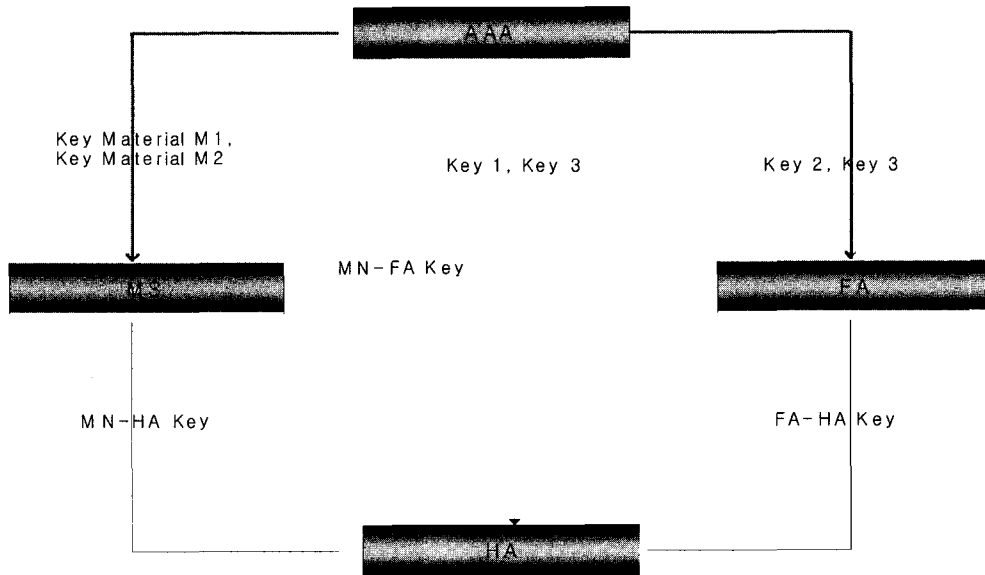 AAA
Key Material M1,
Key Material M2
Key 1, Key 3
Key 2, Key 3
MN-FA Key
MS
FA
MN-HA Key
FA-HA Key
HA